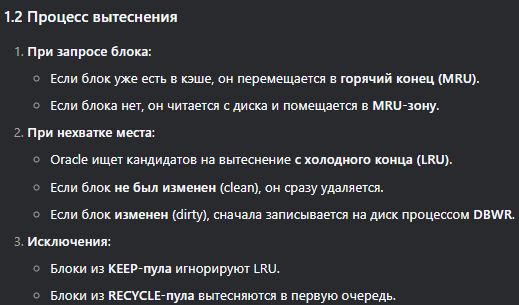 1.2 Процесс вытеснения
1. При запросе блока:
○ Если блок уже есть в кэше, он перемещается в горячий конец (MRU).
○ Если блока нет, он читается с диска и помещается в MRU-зону.
2. При нехватке места:
○ Oracle ищет кандидатов на вытеснение с холодного конца (LRU).
○ Если блок не был изменен (clean), он сразу удаляется.
○ Если блок изменен (dirty), сначала записывается на диск процессом DBWR.
3. Исключения:
○ Блоки из KEEP-пула игнорируют LRU.
○ Блоки из RECYCLE-пула вытесняются в первую очередь.